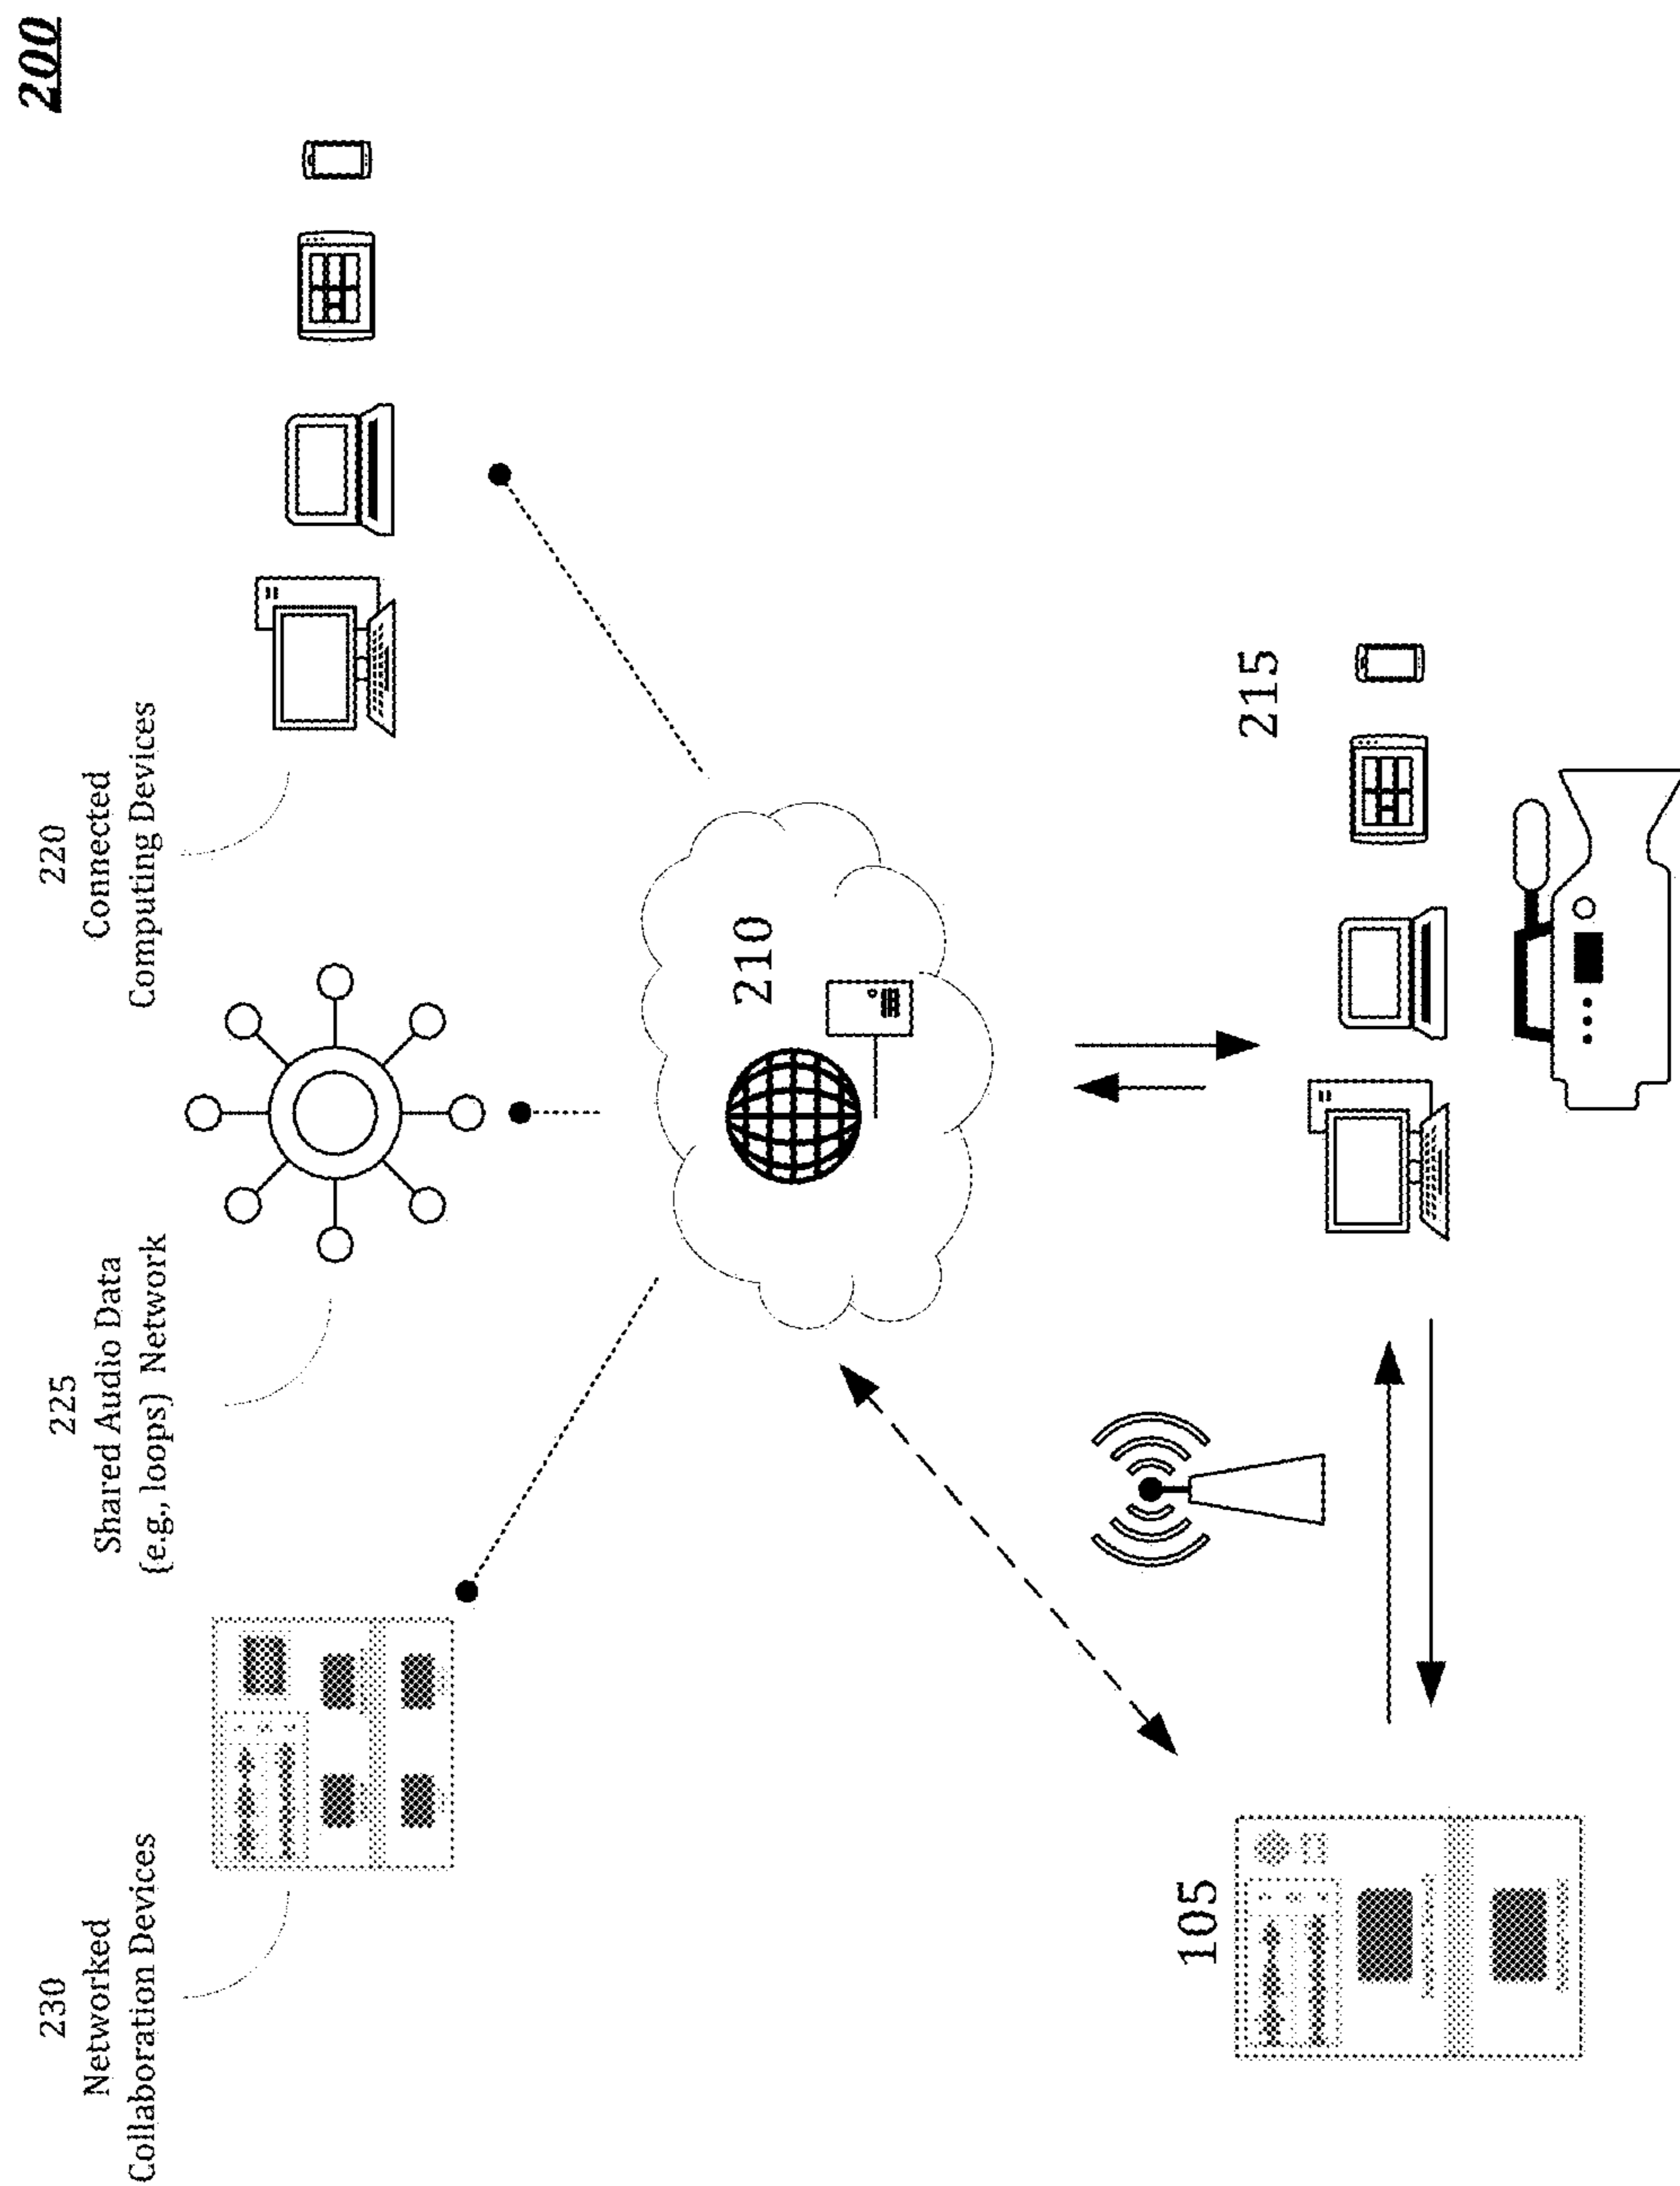 200
230
Networked
Collaboration Devices
225
Shared Audio Data
(e.g., loops) Network
220
Connected
Computing Devices
210
105
215